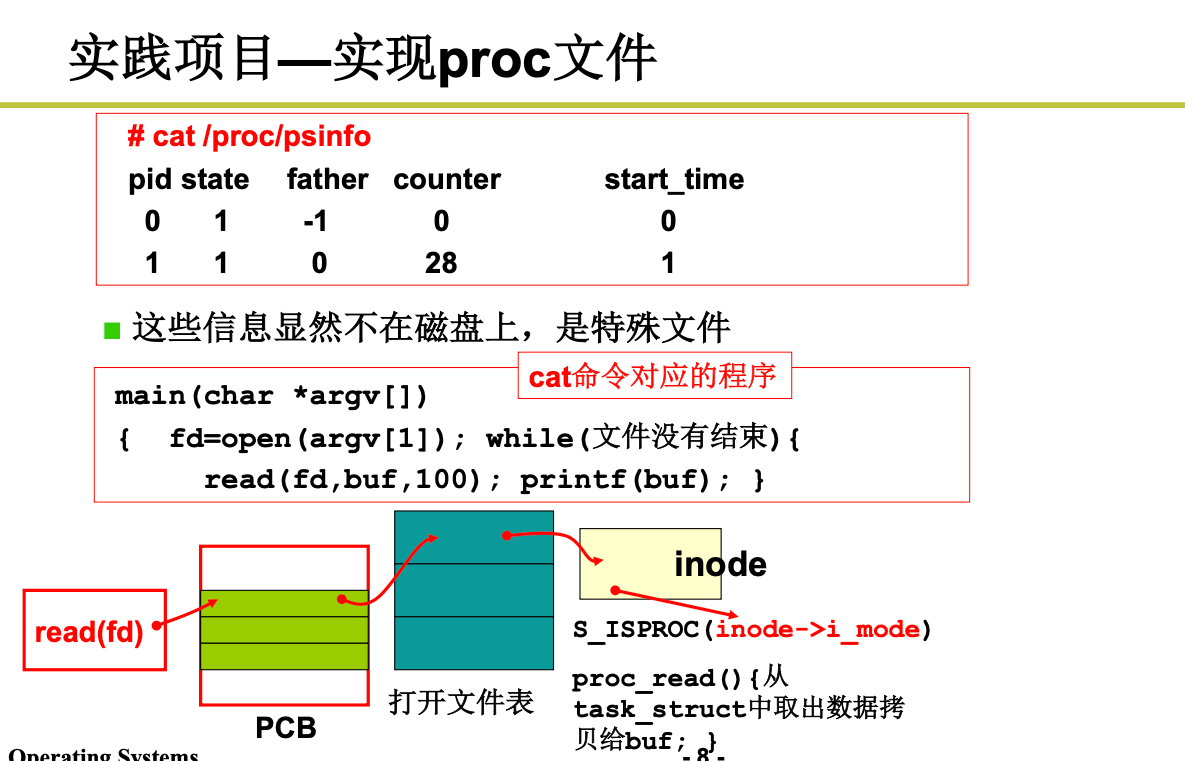 实践项目—实现proc文件
# cat /proc/psinfo
pid state father counter start_time
0 1 -1 0 0
1 1 0 28 1
这些信息显然不在磁盘上，是特殊文件
cat命令对应的程序
main(char *argv[])
{ fd=open(argv[1]); while(文件没有结束){
read(fd,buf,100); printf(buf); }
read(fd)
PCB
打开文件表
inode
S_ISPROC(inode->i_mode)
proc_read(){从
task_struct中取出数据拷
贝给buf; }
Operating Systems
- 8 -